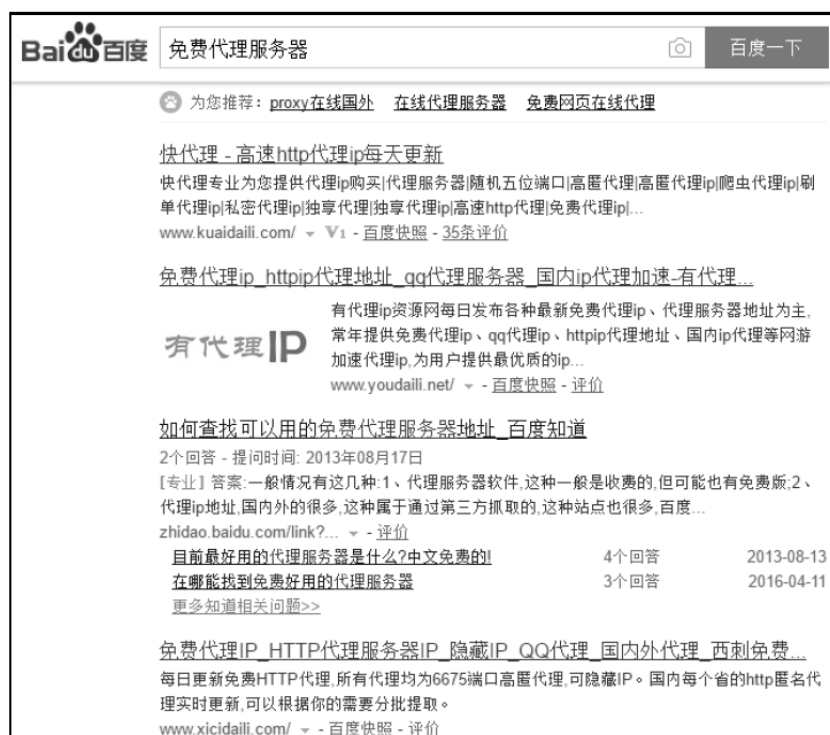 Bai du 百度 免费代理服务器 百度一下
为您推荐： proxy在线国外 在线代理服务器 免费网页在线代理
快代理 - 高速http代理ip每天更新
快代理专业为您提供代理ip购买|代理服务器|随机五位端口|高匿代理|高匿代理ip|爬虫代理ip|刷
单代理ip|私密代理ip|独享代理|独享代理ip|高速http代理|免费代理ip|...
www.kuaidaili.com/ V1 - 百度快照 - 35条评价
免费代理ip_httpip代理地址_qq代理服务器_国内ip代理加速-有代理...
有代理IP
有代理ip资源网每日发布各种最新免费代理ip、代理服务器地址为主,
常年提供免费代理ip、qq代理ip、httpip代理地址、国内ip代理等网游
加速代理ip,为用户提供最优质的ip...
www.youdaili.net/ - 百度快照 - 评价
如何查找可以用的免费代理服务器地址_百度知道
2个回答 - 提问时间: 2013年08月17日
[专业] 答案:一般情况有这几种:1、代理服务器软件,这种一般是收费的,但可能也有免费版;2、
代理ip地址,国内外的很多,这种属于通过第三方抓取的,这种站点也很多,百度...
zhidao.baidu.com/link?... - 评价
目前最好用的代理服务器是什么?中文免费的! 4个回答 2013-08-13
在哪能找到免费好用的代理服务器 3个回答 2016-04-11
更多知道相关问题>>
免费代理IP_HTTP代理服务器IP_隐藏IP_QQ代理_国内外代理_西刺免费...
每日更新免费HTTP代理,所有代理均为6675端口高匿代理,可隐藏IP。国内每个省的http匿名代
理实时更新,可以根据你的需要分批提取。
www.xicidaili.com/ - 百度快照 - 评价